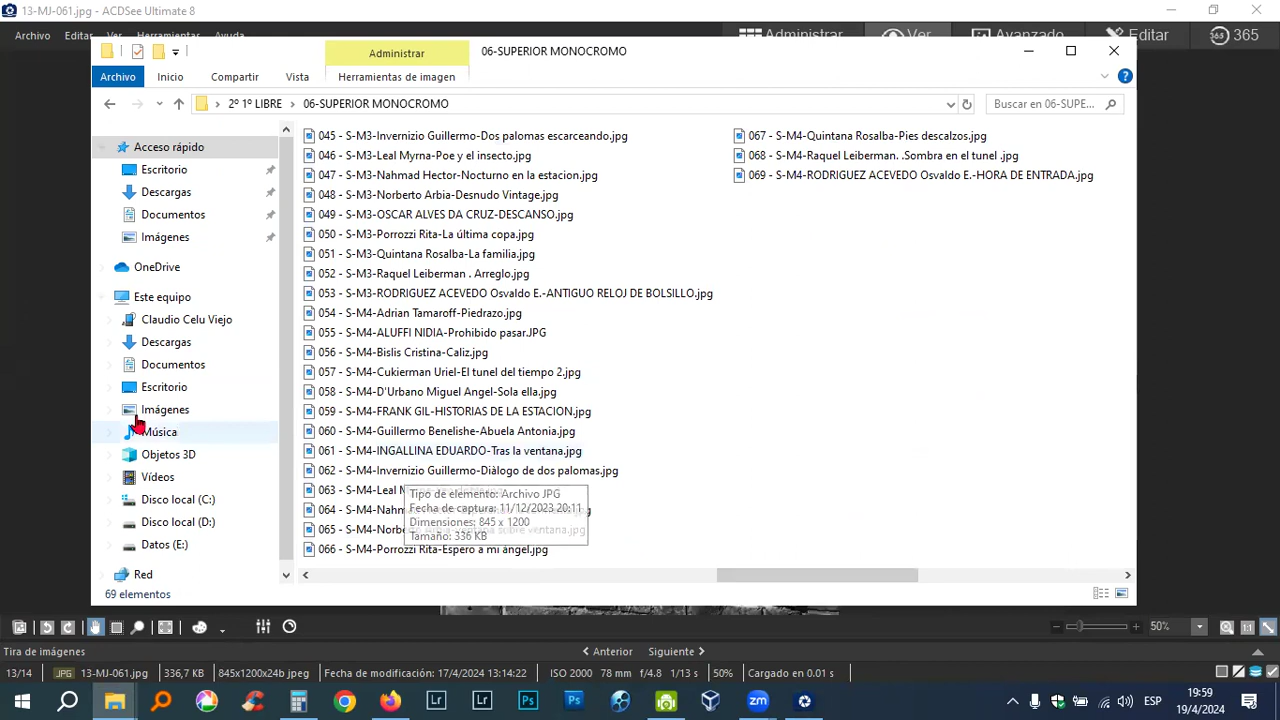 13-MJ-061.jpg - ACDSee Ultimate 8
Archivo Editar Ver Herramientas Ayuda
Administrar Ver Avanzado Editar 365
Administrar 06-SUPERIOR MONOCROMO
Archivo Inicio Compartir Vista Herramientas de imagen
2º 1º LIBRE 06-SUPERIOR MONOCROMO Buscar en 06-SUPE...
Acceso rápido
Escritorio
Descargas
Documentos
Imágenes
OneDrive
Este equipo
Claudio Celu Viejo
Descargas
Documentos
Escritorio
Imágenes
Música
Objetos 3D
Vídeos
Disco local (C:)
Disco local (D:)
Datos (E:)
Red
045 - S-M3-Invernizio Guillermo-Dos palomas escarceando.jpg
046 - S-M3-Leal Myrna-Poe y el insecto.jpg
047 - S-M3-Nahmad Hector-Nocturno en la estacion.jpg
048 - S-M3-Norberto Arbia-Desnudo Vintage.jpg
049 - S-M3-OSCAR ALVES DA CRUZ-DESCANSO.jpg
050 - S-M3-Porrozzi Rita-La última copa.jpg
051 - S-M3-Quintana Rosalba-La familia.jpg
052 - S-M3-Raquel Leiberman . Arreglo.jpg
053 - S-M3-RODRIGUEZ ACEVEDO Osvaldo E.-ANTIGUO RELOJ DE BOLSILLO.jpg
054 - S-M4-Adrian Tamaroff-Piedrazo.jpg
055 - S-M4-ALUFFI NIDIA-Prohibido pasar.JPG
056 - S-M4-Bislis Cristina-Caliz.jpg
057 - S-M4-Cukierman Uriel-El tunel del tiempo 2.jpg
058 - S-M4-D'Urbano Miguel Angel-Sola ella.jpg
059 - S-M4-FRANK GIL-HISTORIAS DE LA ESTACION.jpg
060 - S-M4-Guillermo Benelishe-Abuela Antonia.jpg
061 - S-M4-INGALLINA EDUARDO-Tras la ventana.jpg
062 - S-M4-Invernizio Guillermo-Diàlogo de dos palomas.jpg
063 - S-M4-Leal
064 - S-M4-Nahm
065 - S-M4-Norbe
066 - S-M4-Porrozzi Rita-Espero a mi angel.jpg
067 - S-M4-Quintana Rosalba-Pies descalzos.jpg
068 - S-M4-Raquel Leiberman. .Sombra en el tunel .jpg
069 - S-M4-RODRIGUEZ ACEVEDO Osvaldo E.-HORA DE ENTRADA.jpg
Tipo de elemento: Archivo JPG
Fecha de captura: 11/12/2023 20:11
Dimensiones: 845 x 1200
Tamaño: 336 KB
69 elementos
50%
Tira de imágenes Anterior Siguiente
13/14 JPG 13-MJ-061.jpg 336,7 KB 845x1200x24b jpeg Fecha de modificación: 17/4/2024 13:14:22 ISO 2000 78 mm f/4.8 1/13 s 50% Cargado en 0.01 s
ESP 19:59
19/4/2024